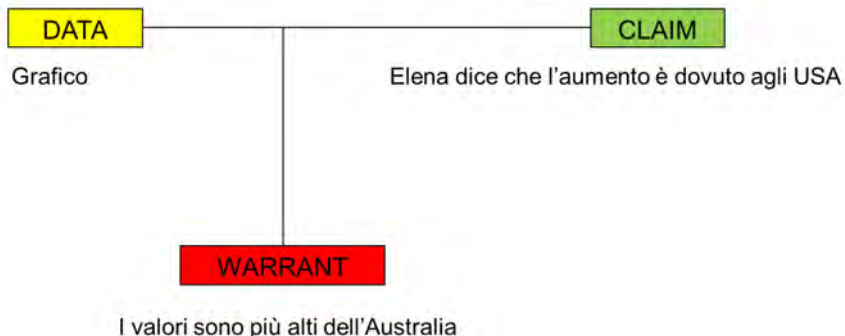 DATA
CLAIM
Grafico
Elena dice che l'aumento è dovuto agli USA
WARRANT
I valori sono più alti dell'Australia